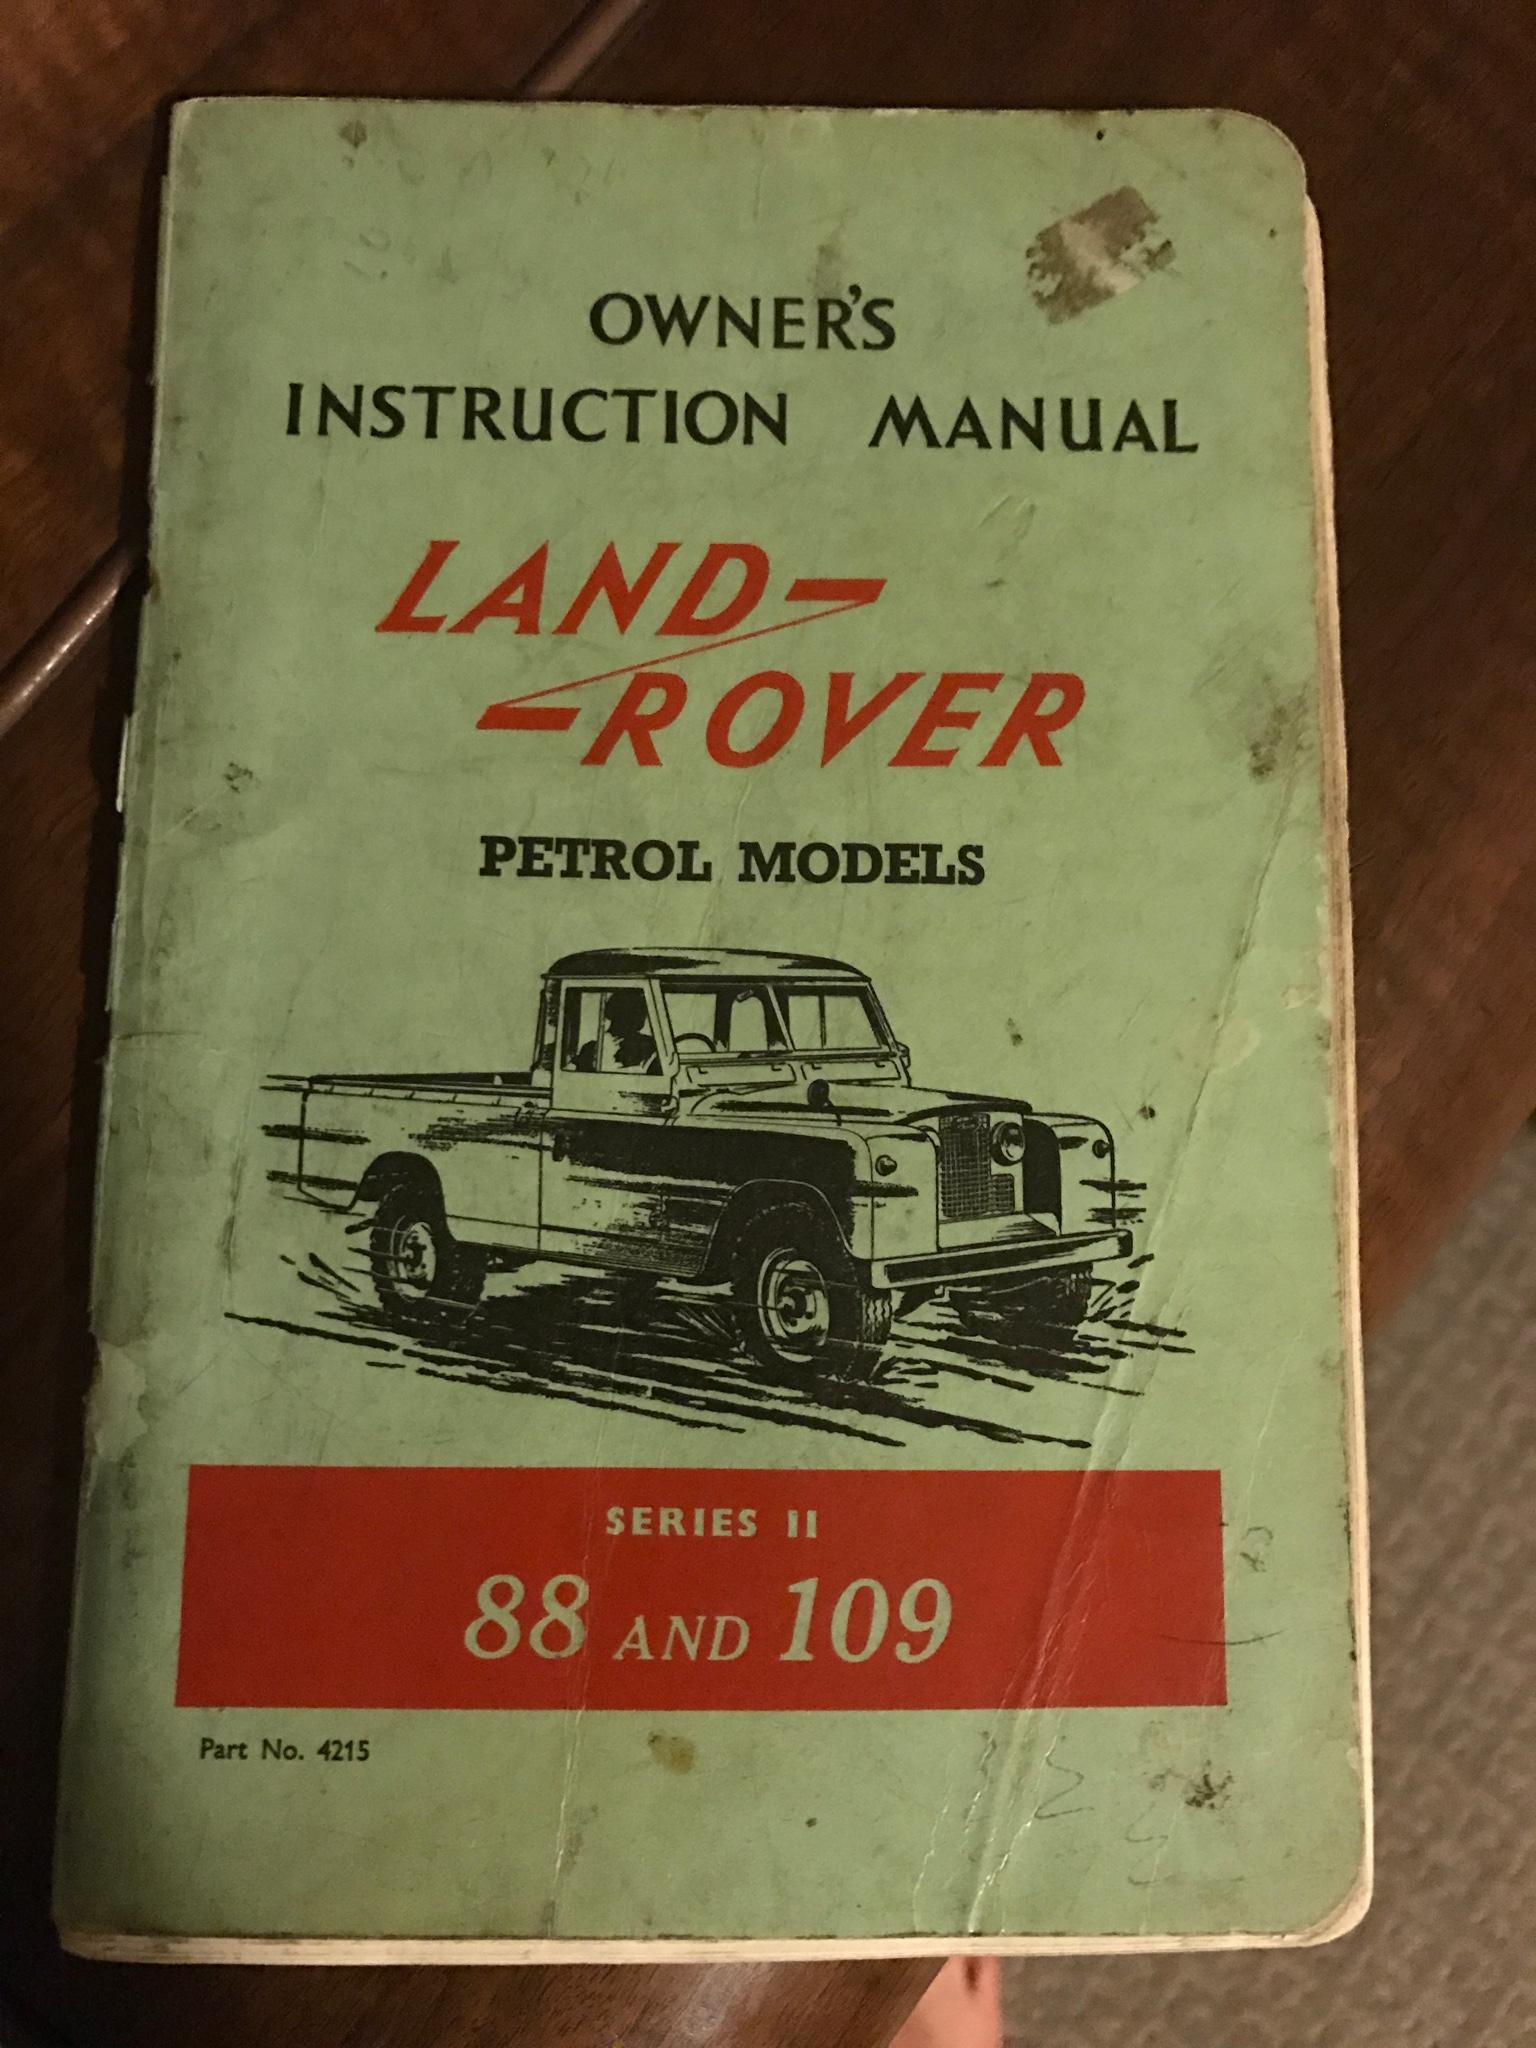 OWNER'S
INSTRUCTION MANUAL
LAND-
-ROVER
PETROL MODELS
SERIES II
88 AND 109
Part No. 4215